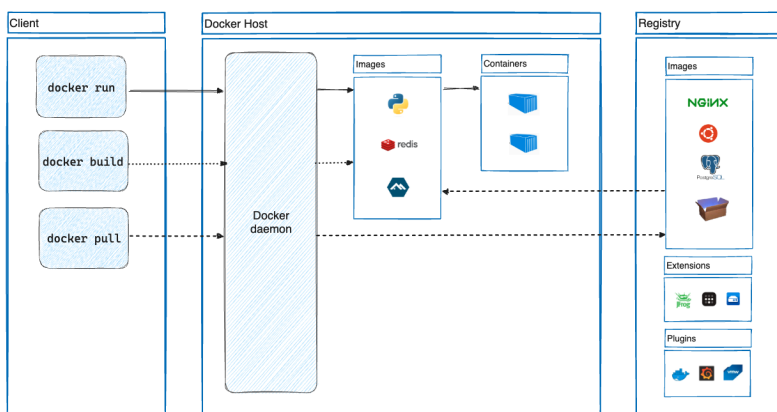 Client
docker run
docker build
docker pull
Docker Host
Docker
daemon
Images
redis
Containers
Registry
Images
NGINX
PostgreSQL
Extensions
JFrog
Plugins